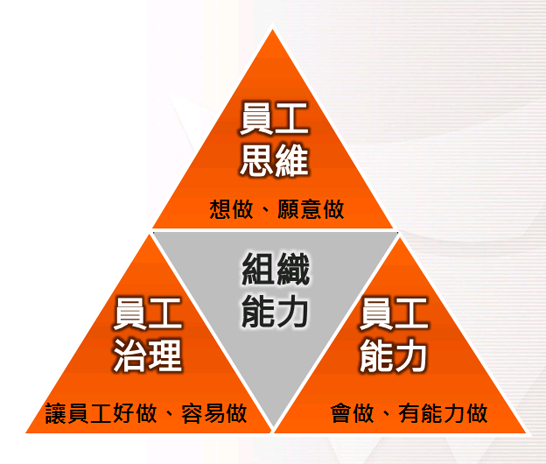 員工
思維
想做、願意做
組織
能力
員工
治理
讓員工好做、容易做
員工
能力
會做、有能力做